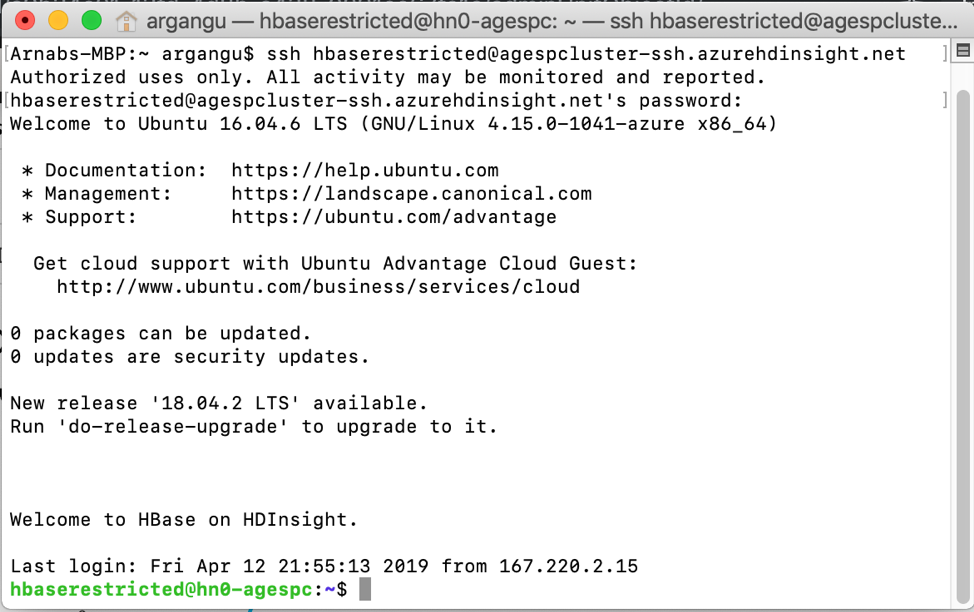 argangu — hbaserestricted@hn0-agespc: ~ — ssh hbaserestricted@agespcluste...
[Arnabs-MBP:~ argangu$ ssh hbaserestricted@agespcluster-ssh.azurehdinsight.net ]
Authorized uses only. All activity may be monitored and reported.
[hbaserestricted@agespcluster-ssh.azurehdinsight.net's password: ]
Welcome to Ubuntu 16.04.6 LTS (GNU/Linux 4.15.0-1041-azure x86_64)
* Documentation:  https://help.ubuntu.com
* Management:     https://landscape.canonical.com
* Support:        https://ubuntu.com/advantage
Get cloud support with Ubuntu Advantage Cloud Guest:
http://www.ubuntu.com/business/services/cloud
0 packages can be updated.
0 updates are security updates.
New release '18.04.2 LTS' available.
Run 'do-release-upgrade' to upgrade to it.
Welcome to HBase on HDInsight.
Last login: Fri Apr 12 21:55:13 2019 from 167.220.2.15
hbaserestricted@hn0-agespc:~$